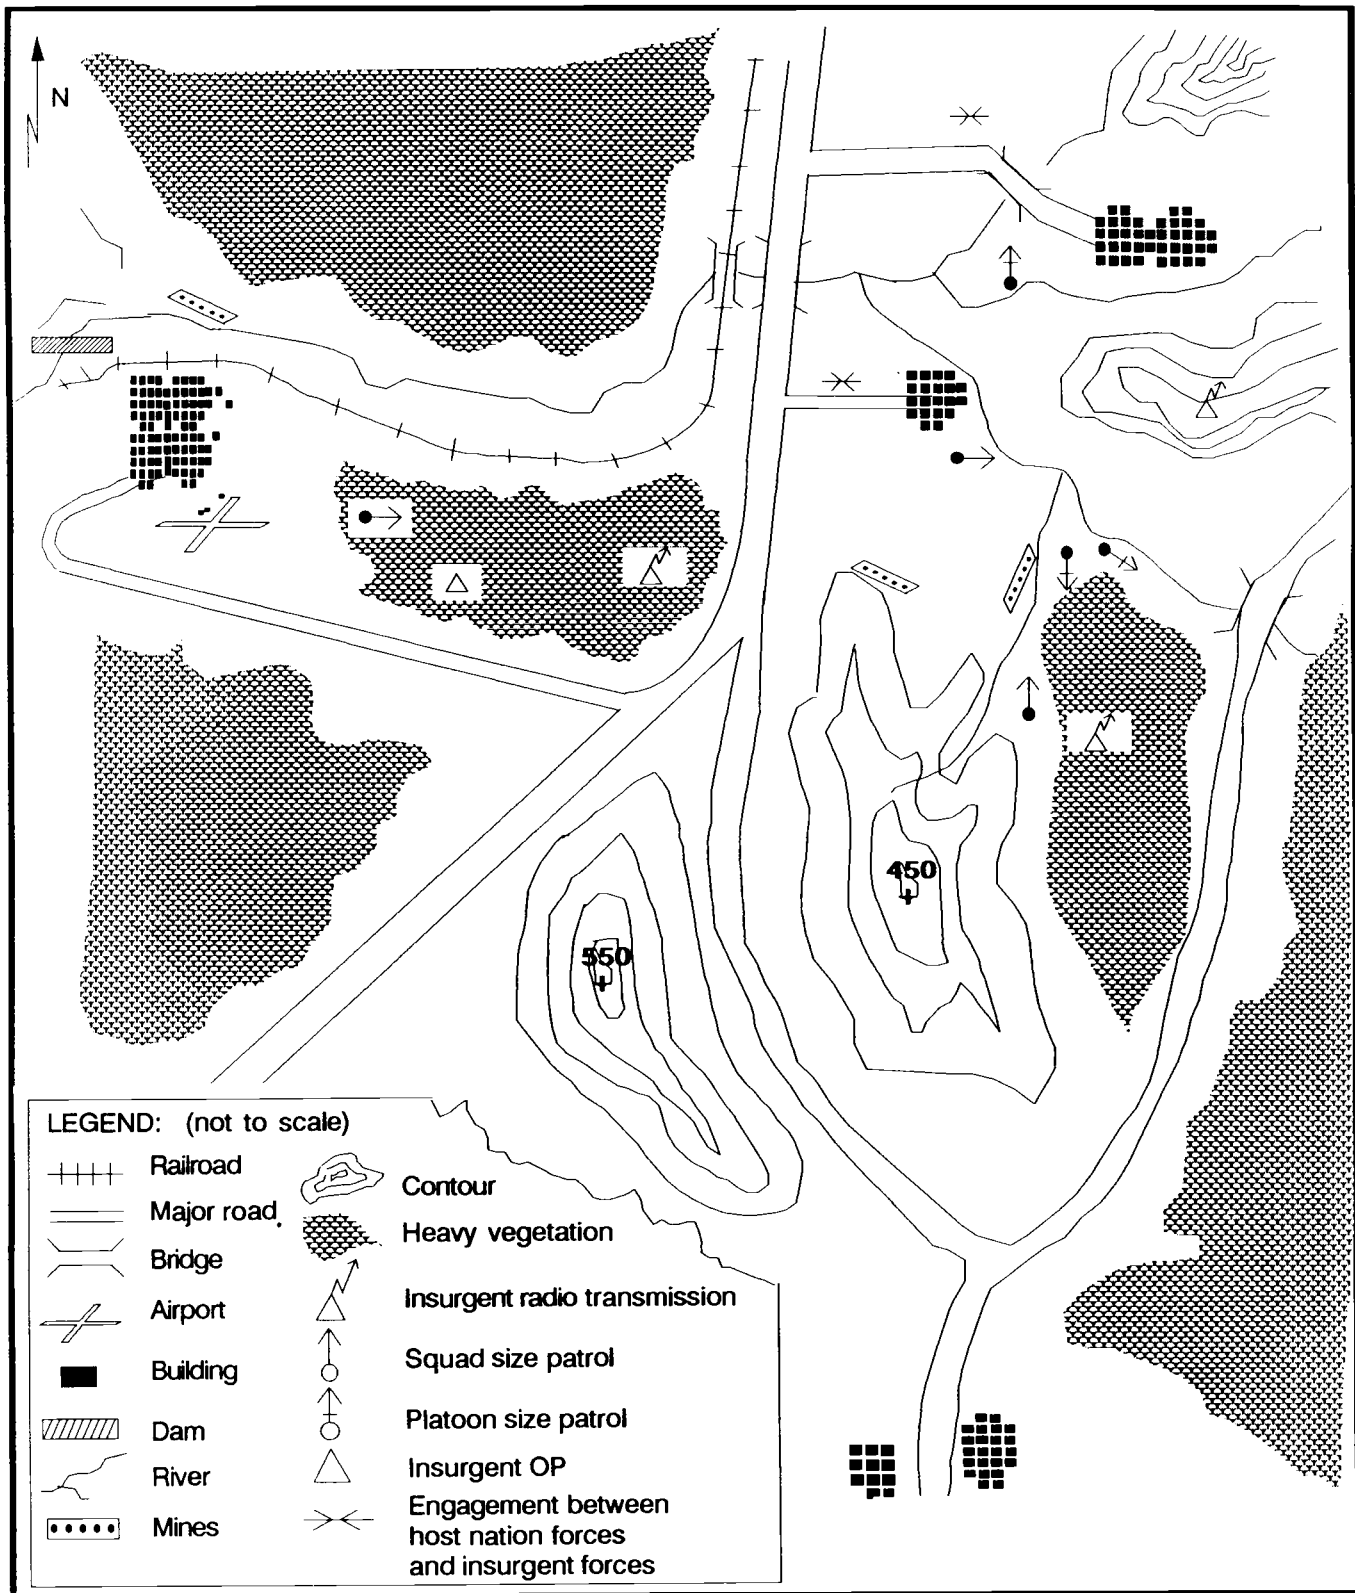 N
450
550
LEGEND: (not to scale)
Railroad
Major road
Bridge
Airport
Building
Dam
River
Mines
Contour
Heavy vegetation
Insurgent radio transmission
Squad size patrol
Platoon size patrol
Insurgent OP
Engagement between
host nation forces
and insurgent forces